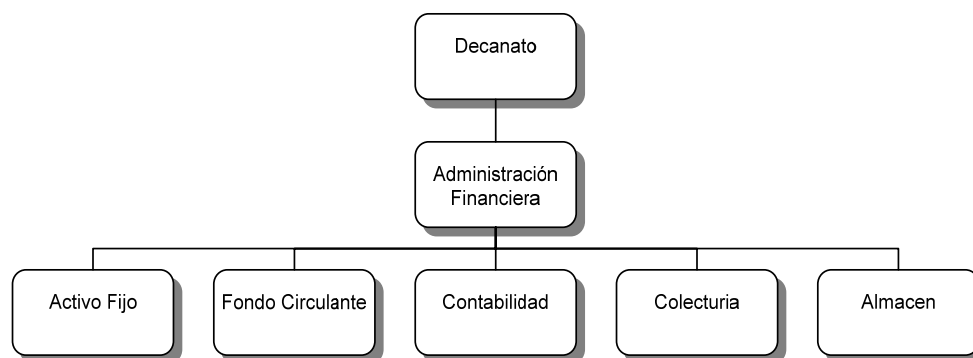 Decanato
Administración
Financiera
Activo Fijo
Fondo Circulante
Contabilidad
Colecturia
Almacen